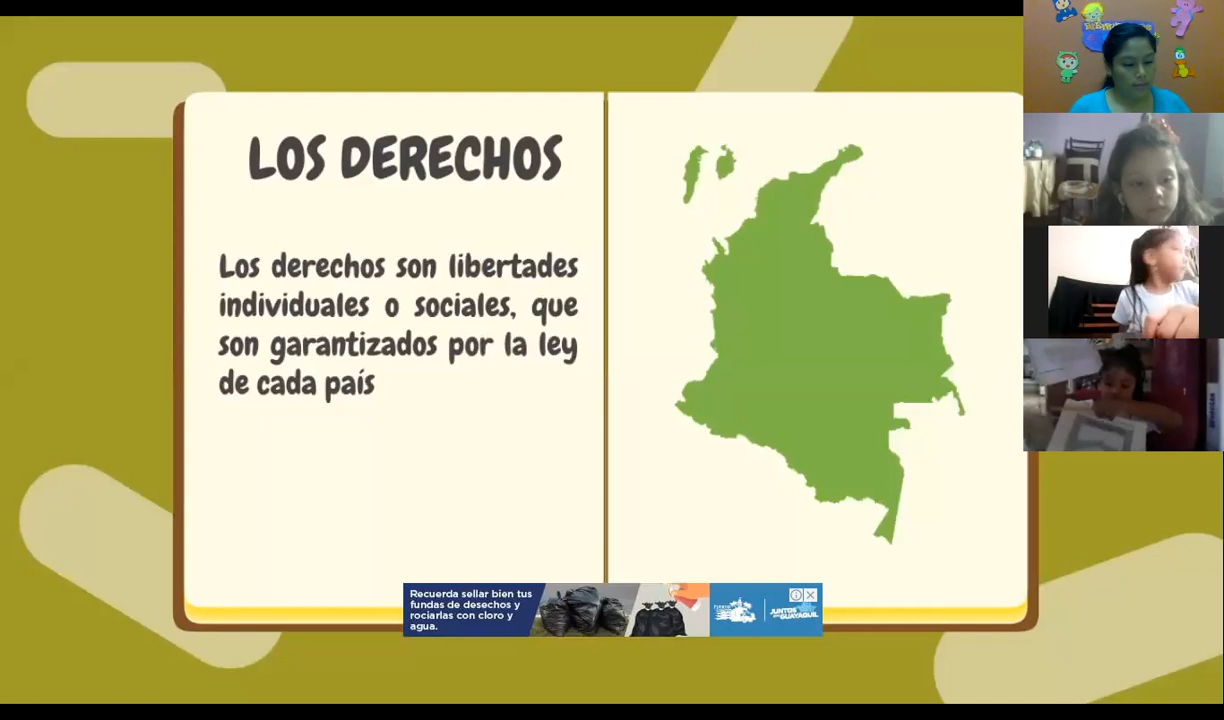 LOS DERECHOS
Los derechos son libertades
individuales o sociales, que
son garantizados por la ley
de cada país
Recuerda sellar bien tus
fundas de desechos y
rociarlas con cloro y
agua.
JUNTOS
POR GUAYAQUIL